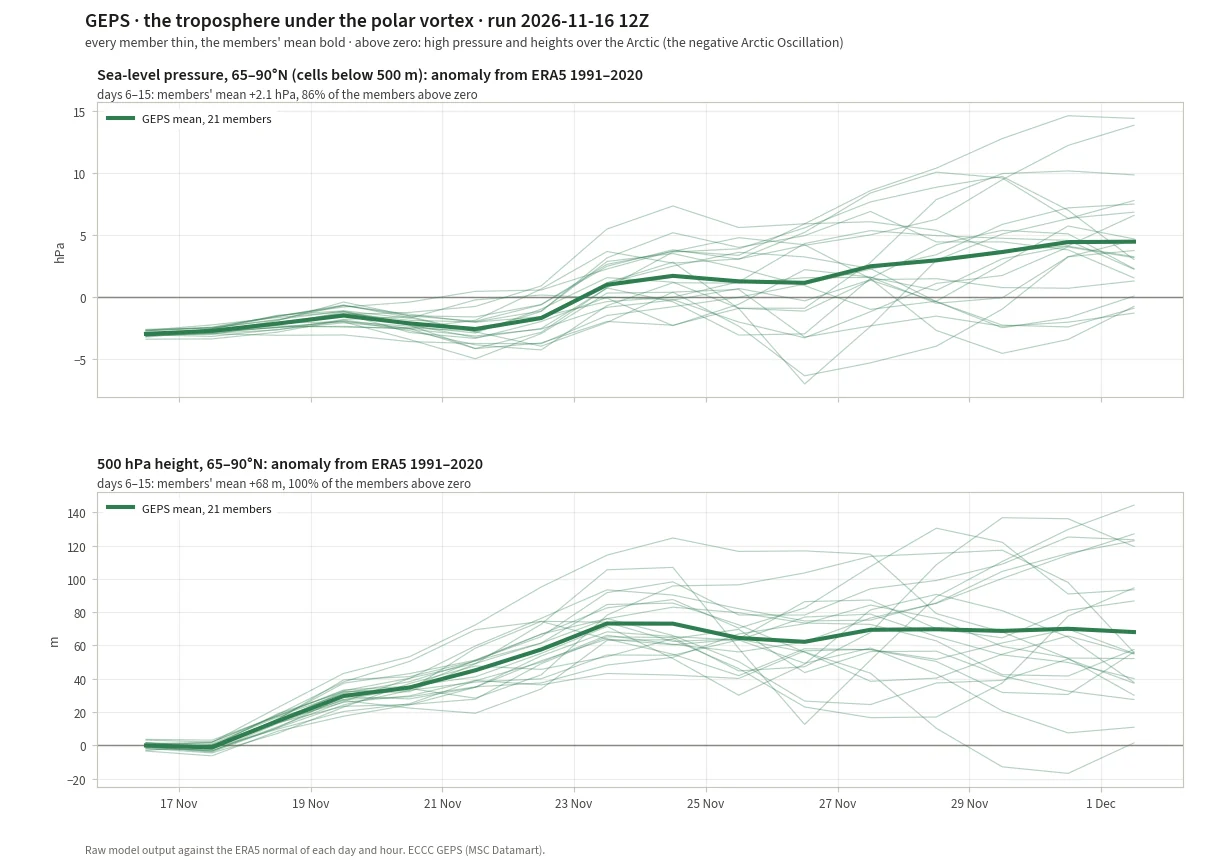 GEPS · the troposphere under the polar vortex · run 2026-11-16 12Z
every member thin, the members' mean bold · above zero: high pressure and heights over the Arctic (the negative Arctic Oscillation)
Sea-level pressure, 65–90°N (cells below 500 m): anomaly from ERA5 1991–2020
days 6–15: members' mean +2.1 hPa, 86% of the members above zero
GEPS mean, 21 members
hPa
15
10
5
0
−5
500 hPa height, 65–90°N: anomaly from ERA5 1991–2020
days 6–15: members' mean +68 m, 100% of the members above zero
GEPS mean, 21 members
m
140
120
100
80
60
40
20
0
−20
17 Nov 19 Nov 21 Nov 23 Nov 25 Nov 27 Nov 29 Nov 1 Dec
Raw model output against the ERA5 normal of each day and hour. ECCC GEPS (MSC Datamart).